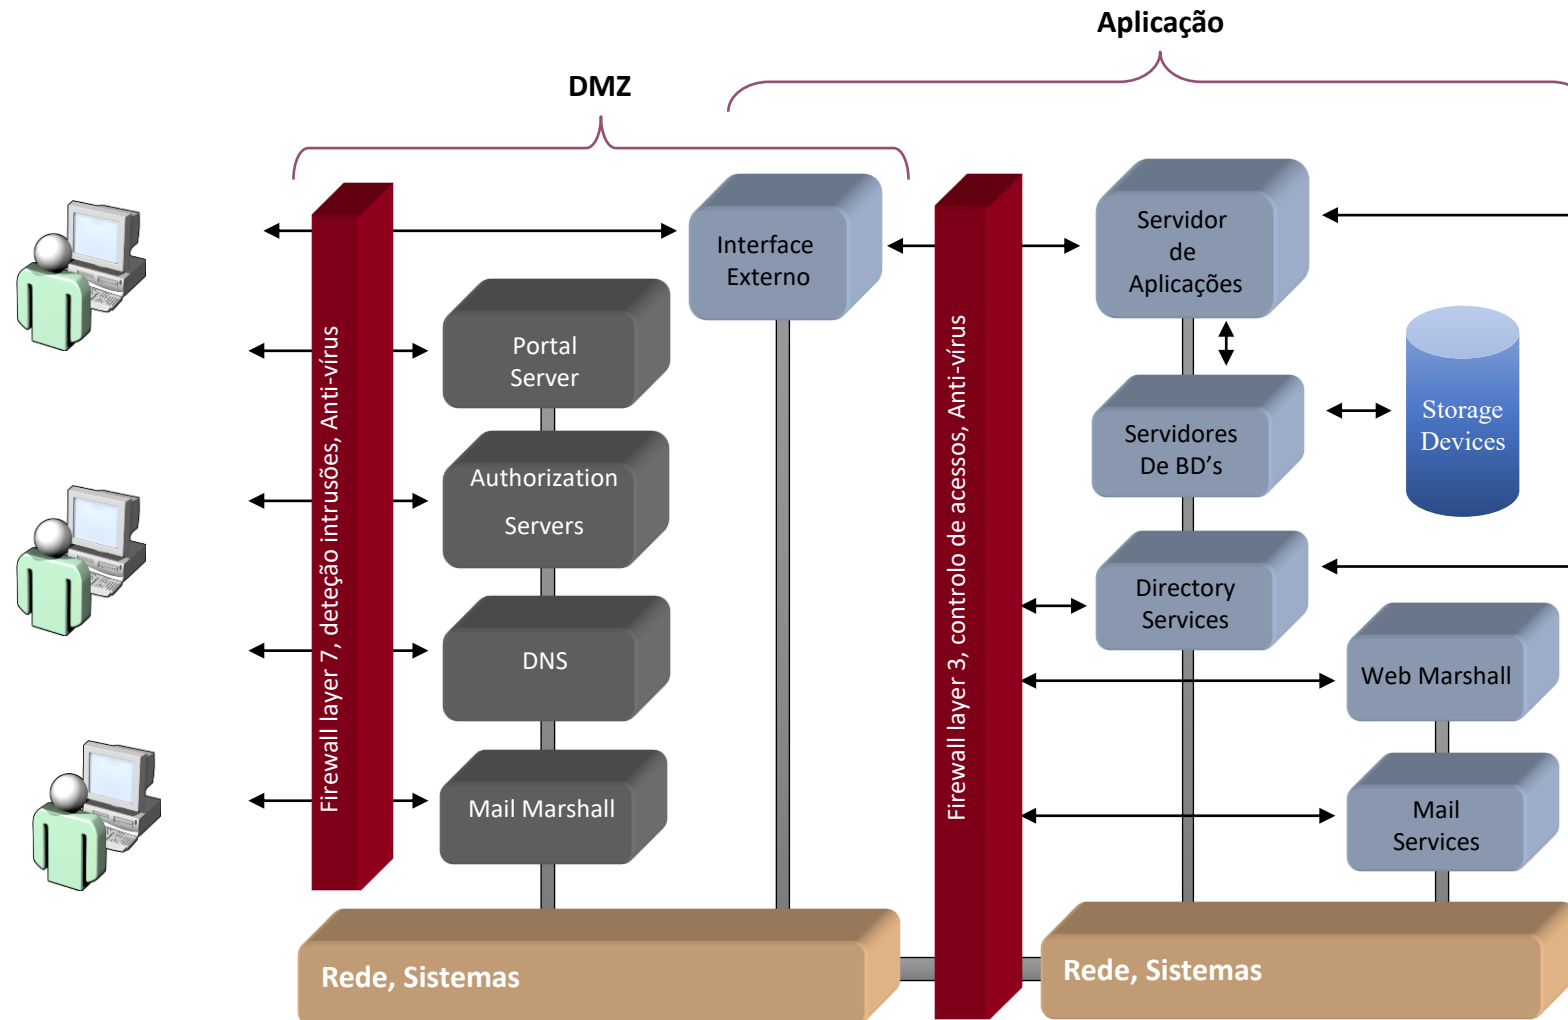 Aplicação
DMZ
Firewall layer 7, deteção intrusões, Anti-vírus
Interface
Externo
Portal
Server
Authorization
Servers
DNS
Mail Marshall
Rede, Sistemas
Firewall layer 3, controlo de acessos, Anti-vírus
Servidor
de
Aplicações
Servidores
De BD’s
Storage
Devices
Directory
Services
Web Marshall
Mail
Services
Rede, Sistemas